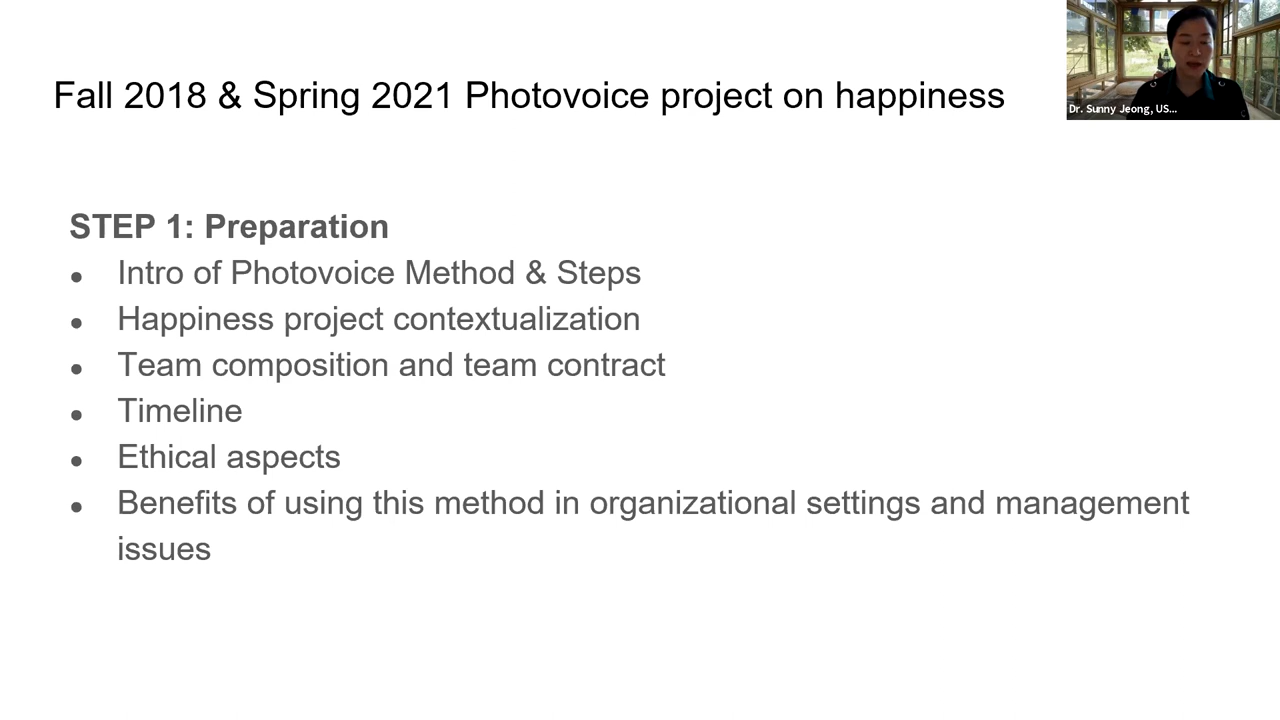 Fall 2018 & Spring 2021 Photovoice project on happiness
Dr. Sunny Jeong, US...
STEP 1: Preparation
● Intro of Photovoice Method & Steps
● Happiness project contextualization
● Team composition and team contract
● Timeline
● Ethical aspects
● Benefits of using this method in organizational settings and management
issues